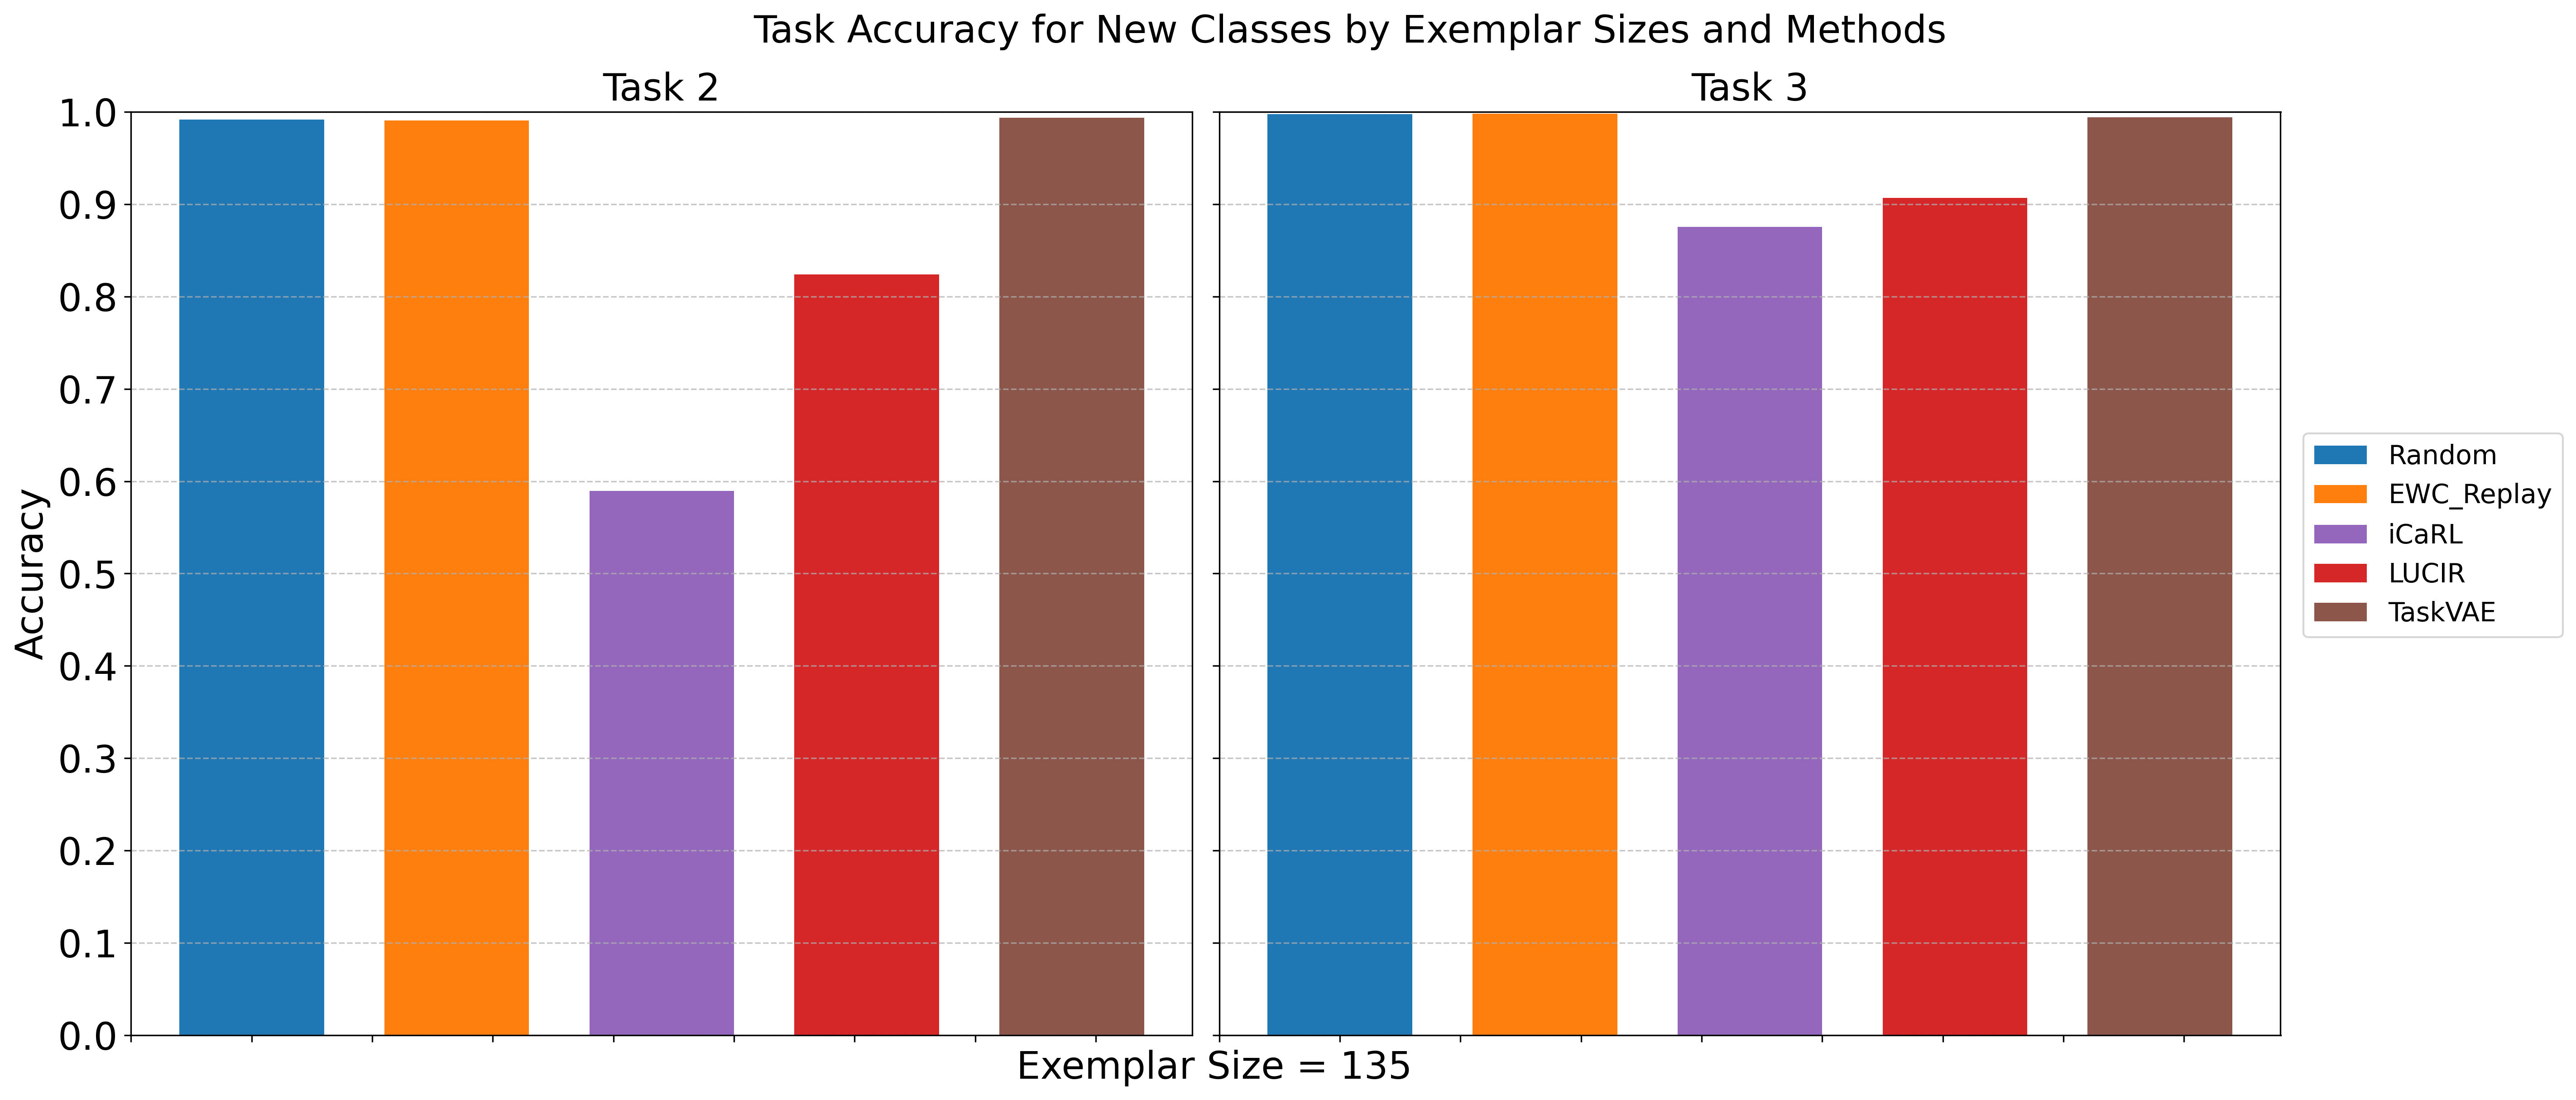 Task Accuracy for New Classes by Exemplar Sizes and Methods
Task 2
Task 3
1.0
0.9
0.8
0.7
0.6
0.5
0.4
0.3
0.2
0.1
0.0
Accuracy
Exemplar Size = 135
Random
EWC_Replay
iCaRL
LUCIR
TaskVAE